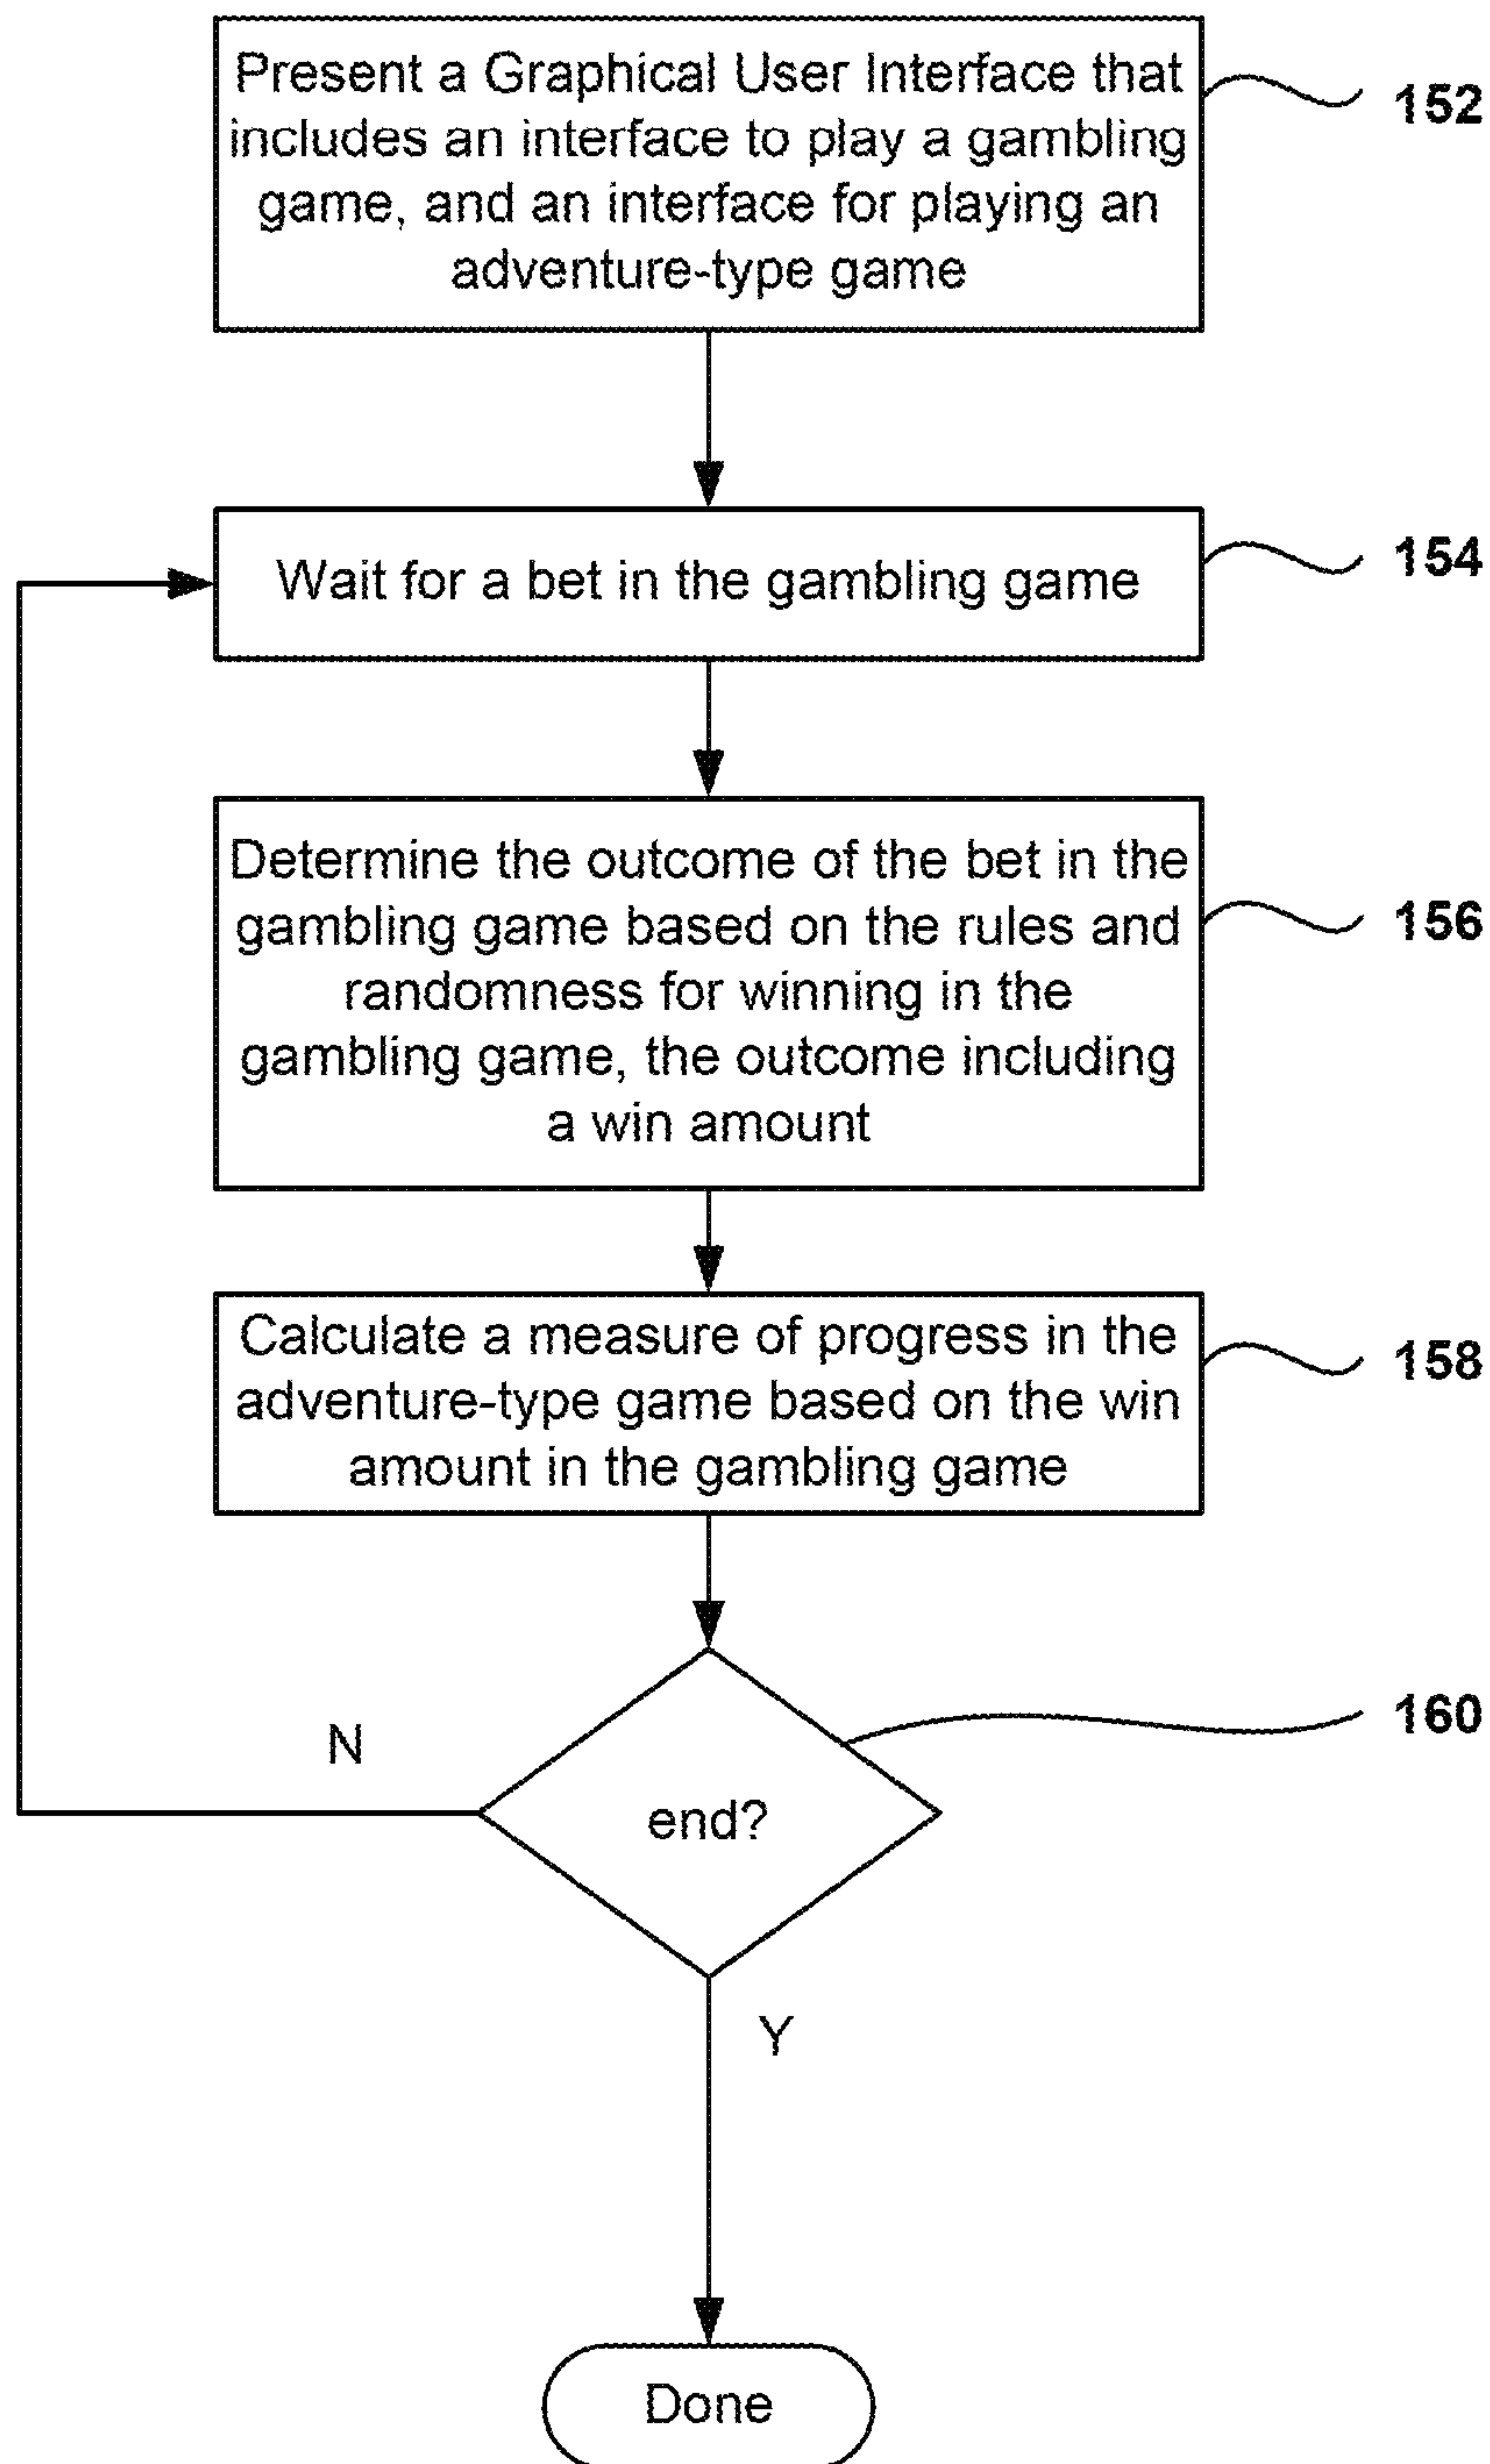 Present a Graphical User Interface that
includes an interface to play a gambling
game, and an interface for playing an
adventure-type game
152
Wait for a bet in the gambling game
154
Determine the outcome of the bet in the
gambling game based on the rules and
randomness for winning in the
gambling game, the outcome including
a win amount
156
Calculate a measure of progress in the
adventure-type game based on the win
amount in the gambling game
158
160
N
end?
Y
Done